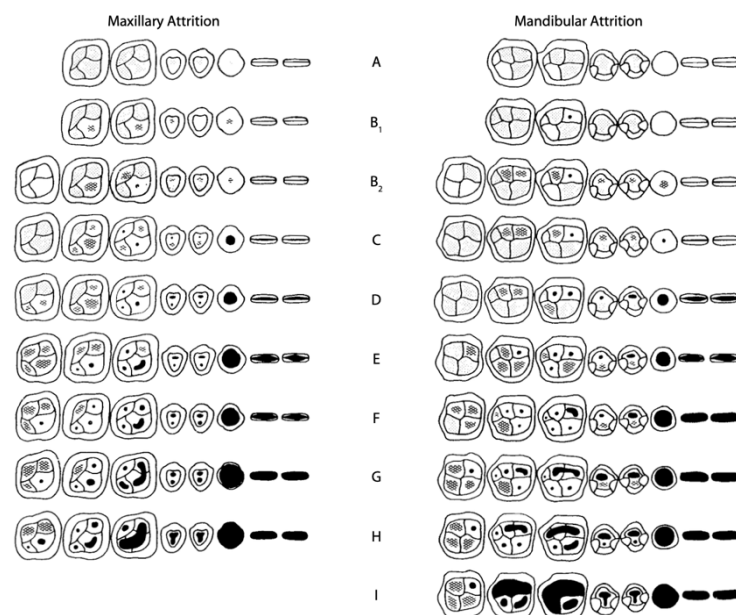 Maxillary Attrition
Mandibular Attrition
A
B1
B2
C
D
E
F
G
H
I